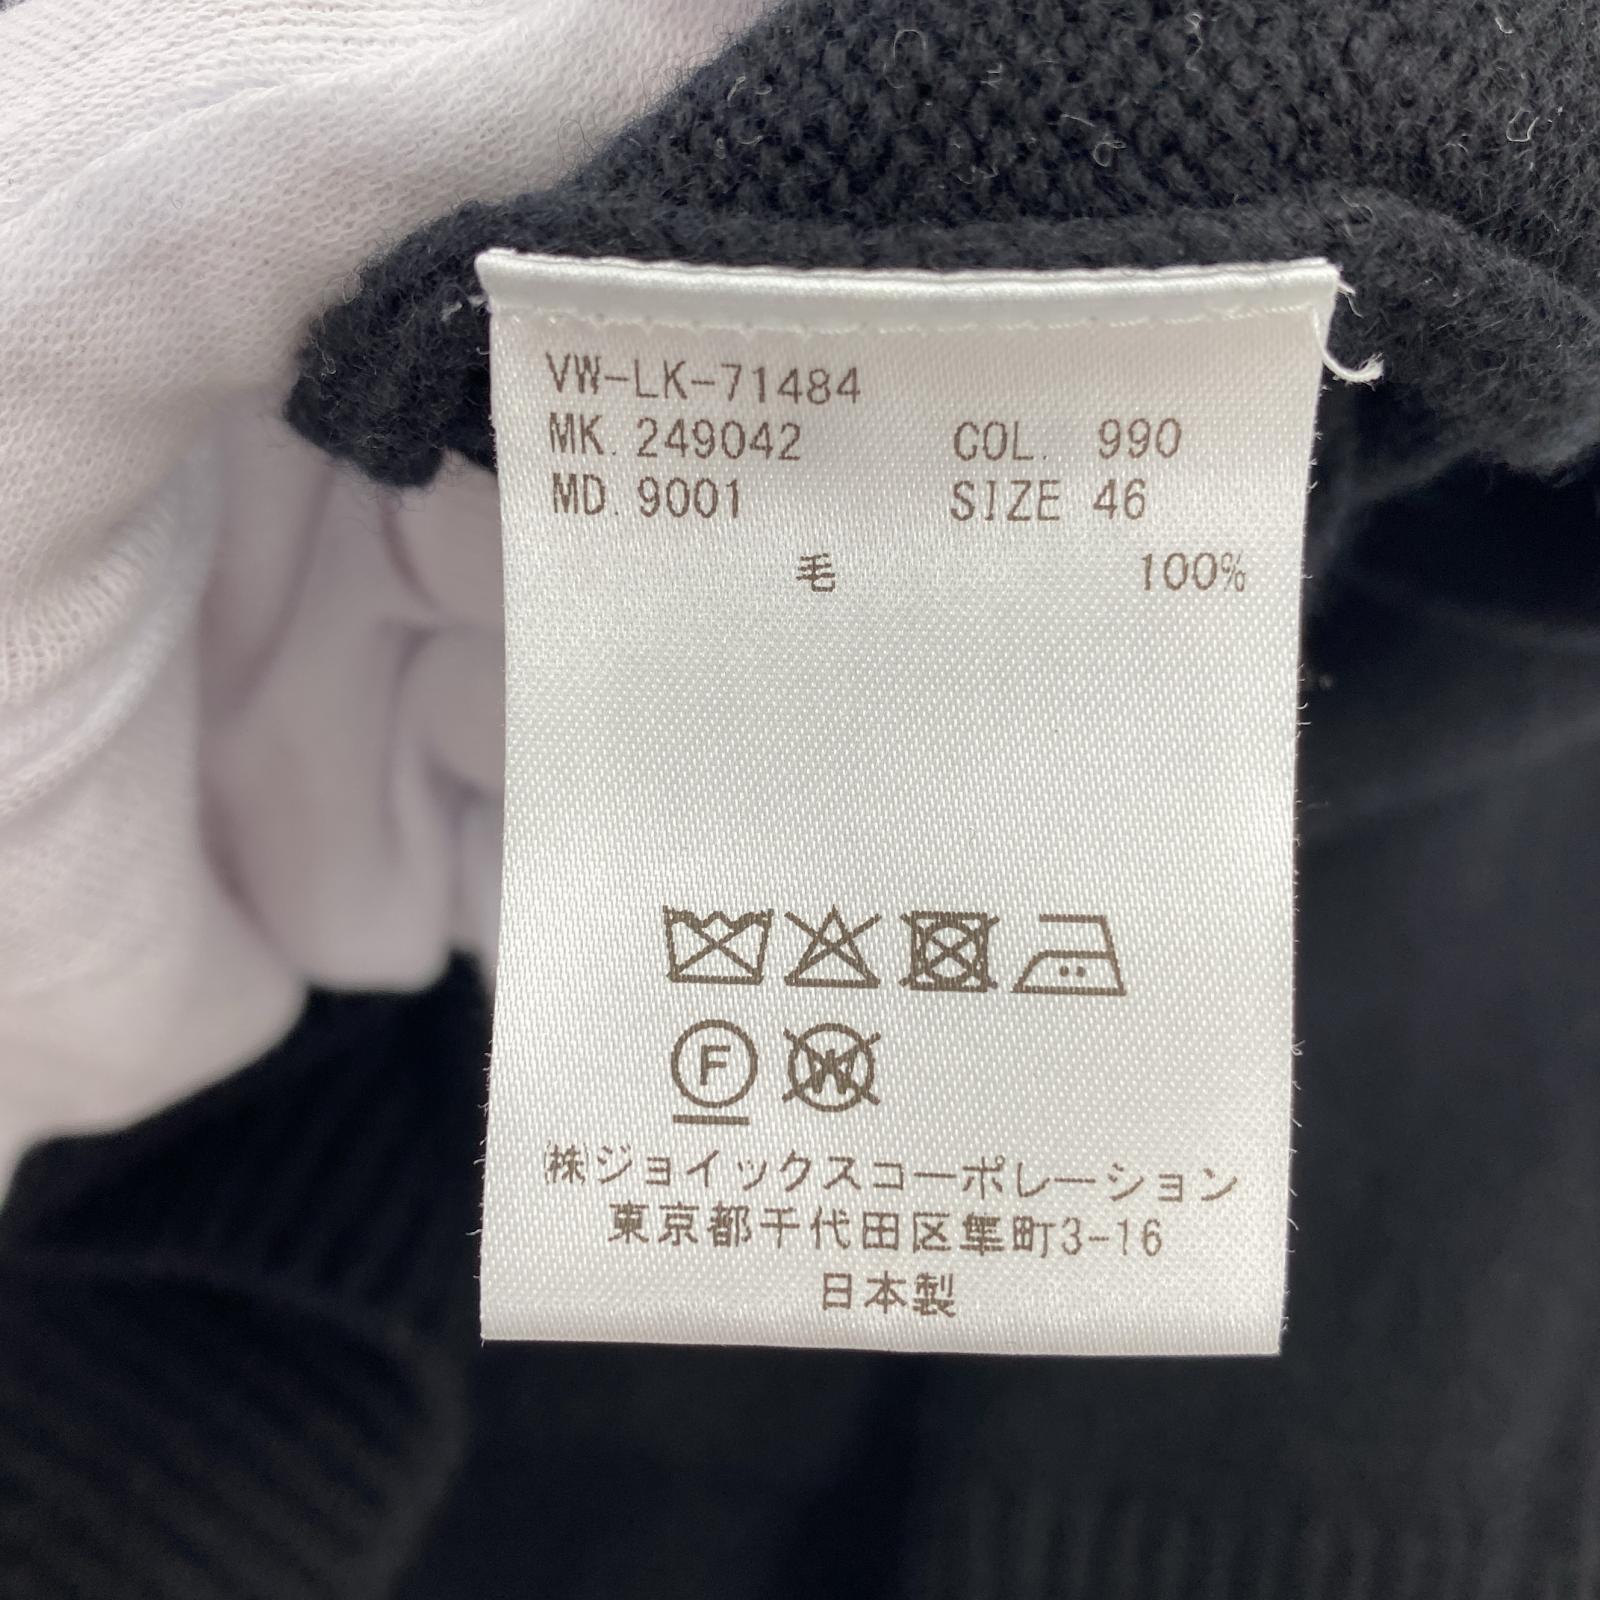 VW-LK-71484
MK. 249042 COL. 990
MD. 9001 SIZE 46
毛 100%
F W
㈱ジョイックスコーポレーション
東京都千代田区隼町3-16
日本製